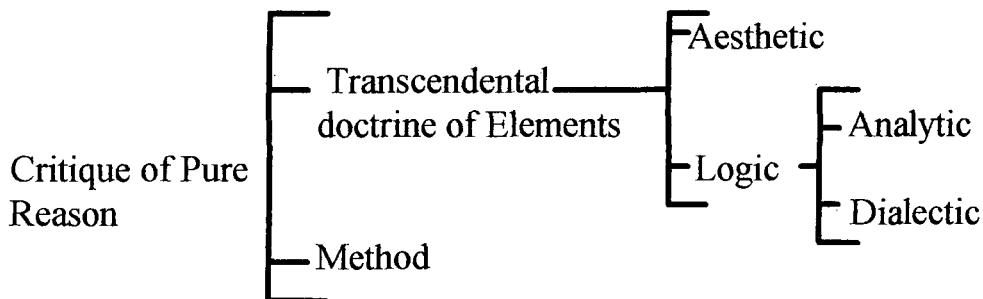 Critique of Pure
Reason
Transcendental
doctrine of Elements
Method
Aesthetic
Logic
Analytic
Dialectic